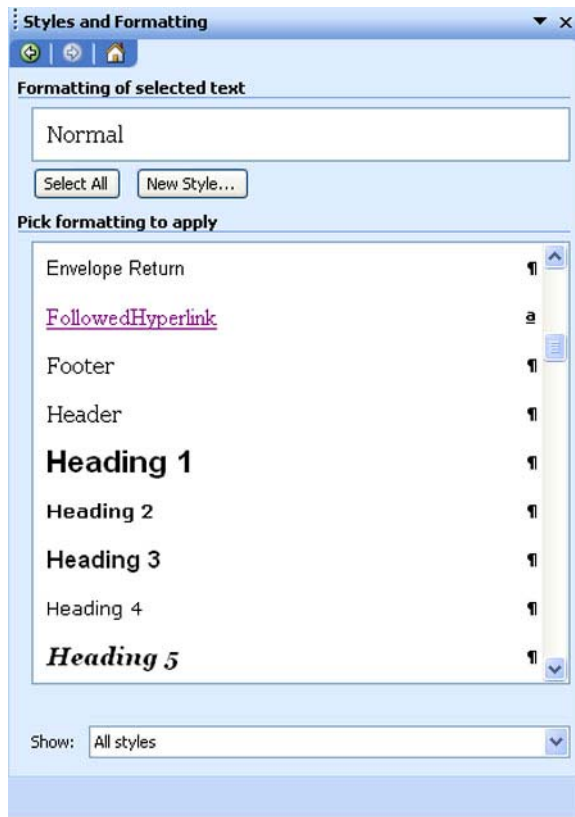 Styles and Formatting
Formatting of selected text
Normal
Select All New Style...
Pick formatting to apply
Envelope Return ¶
FollowedHyperlink a
Footer ¶
Header ¶
Heading 1 ¶
Heading 2 ¶
Heading 3 ¶
Heading 4 ¶
Heading 5 ¶
Show: All styles